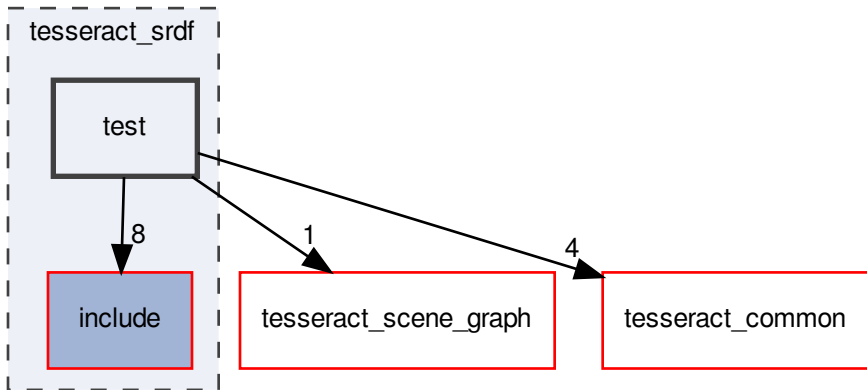 tesseract_srdf
test
8
1
4
include
tesseract_scene_graph
tesseract_common